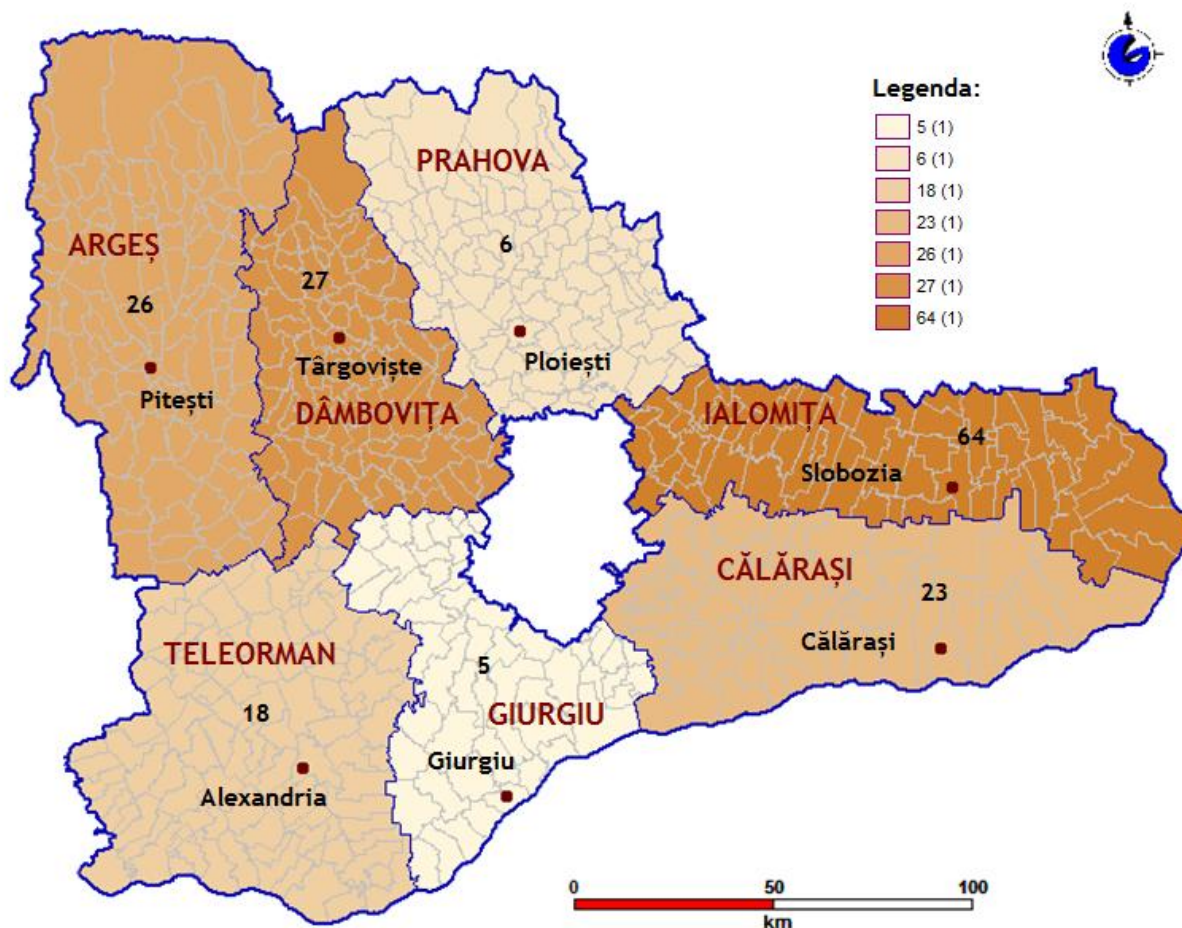 Legenda:
5 (1)
6 (1)
18 (1)
23 (1)
26 (1)
27 (1)
64 (1)
PRAHOVA
6
Ploiești
ARGEȘ
26
Pitești
27
Târgoviște
DÂMBOVIȚA
IALOMIȚA
64
Slobozia
CĂLĂRAȘI
23
Călărași
TELEORMAN
18
Alexandria
5
GIURGIU
Giurgiu
0 50 100
km